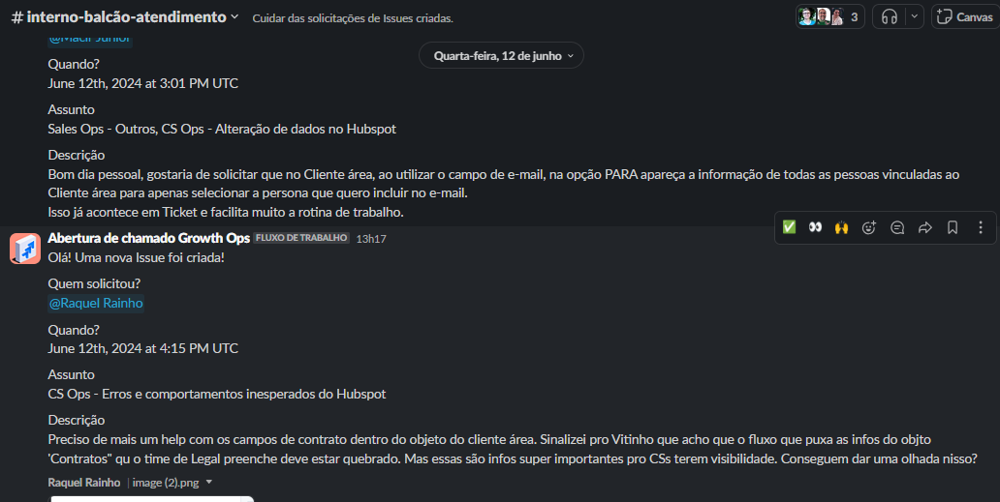 # interno-balcão-atendimento
Cuidar das solicitações de Issues criadas.
3
Canvas
@Macir Junior
Quarta-feira, 12 de junho
Quando?
June 12th, 2024 at 3:01 PM UTC
Assunto
Sales Ops - Outros, CS Ops - Alteração de dados no Hubspot
Descrição
Bom dia pessoal, gostaria de solicitar que no Cliente área, ao utilizar o campo de e-mail, na opção PARA apareça a informação de todas as pessoas vinculadas ao
Cliente área para apenas selecionar a persona que quero incluir no e-mail.
Isso já acontece em Ticket e facilita muito a rotina de trabalho.
Abertura de chamado Growth Ops FLUXO DE TRABALHO 13h17
Olá! Uma nova Issue foi criada!
Quem solicitou?
@Raquel Rainho
Quando?
June 12th, 2024 at 4:15 PM UTC
Assunto
CS Ops - Erros e comportamentos inesperados do Hubspot
Descrição
Preciso de mais um help com os campos de contrato dentro do objeto do cliente área. Sinalizei pro Vitinho que acho que o fluxo que puxa as infos do objto
'Contratos" qu o time de Legal preenche deve estar quebrado. Mas essas são infos super importantes pro CSs terem visibilidade. Conseguem dar uma olhada nisso?
Raquel Rainho | image (2).png